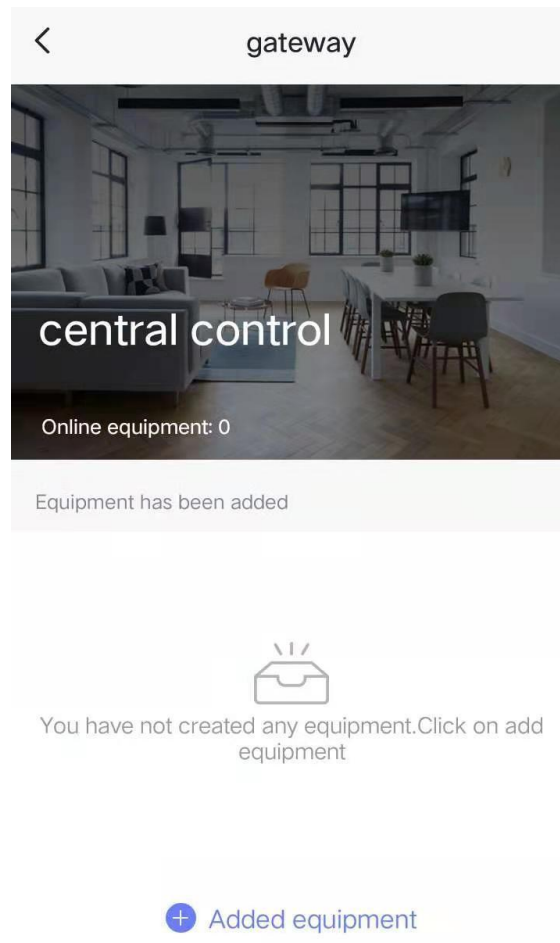 gateway
central control
Online equipment: 0
Equipment has been added
You have not created any equipment.Click on add
equipment
Added equipment